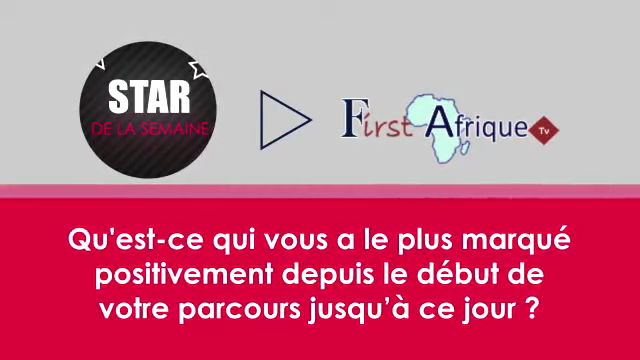 STAR
DE LA SEMAINE
First Afrique Tv
Qu'est-ce qui vous a le plus marqué
positivement depuis le début de
votre parcours jusqu'à ce jour ?